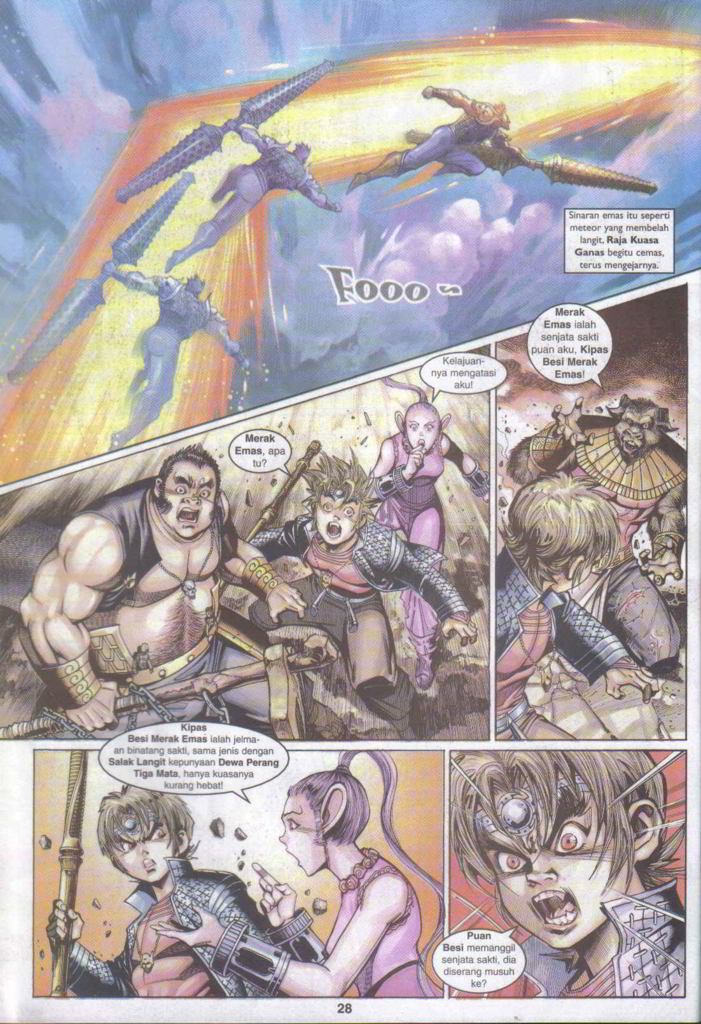 Sinaran emas itu seperti
meteor yang membelah
langit, Raja Kuasa
Ganas begitu cemas,
terus mengejarnya.
Fooo ~
Merak
Emas, apa
tu?
Kelajuan-
nya mengatasi
aku!
Merak
Emas ialah
senjata sakti
puan aku, Kipas
Besi Merak
Emas!
Kipas
Besi Merak Emas ialah jelma-
an binatang sakti, sama jenis dengan
Salak Langit kepunyaan Dewa Perang
Tiga Mata, hanya kuasanya
kurang hebat!
Puan
Besi memanggil
senjata sakti, dia
diserang musuh
ke?
28